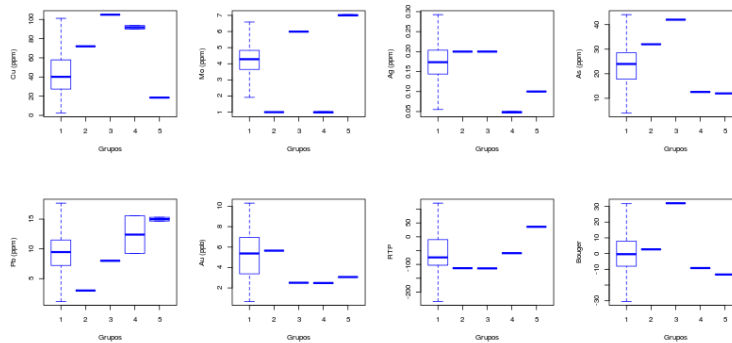 Cu (ppm)
0 20 40 60 80 100
1 2 3 4 5
Grupos
Mo (ppm)
1 2 3 4 5 6 7
1 2 3 4 5
Grupos
Ag (ppm)
0.05 0.10 0.15 0.20 0.25 0.30
1 2 3 4 5
Grupos
As (ppm)
10 20 30 40
1 2 3 4 5
Grupos
Pb (ppm)
5 10 15
1 2 3 4 5
Grupos
Au (ppb)
2 4 6 8 10
1 2 3 4 5
Grupos
RTP
-200 -100 0 50
1 2 3 4 5
Grupos
Bouger
-30 -10 0 10 20 30
1 2 3 4 5
Grupos